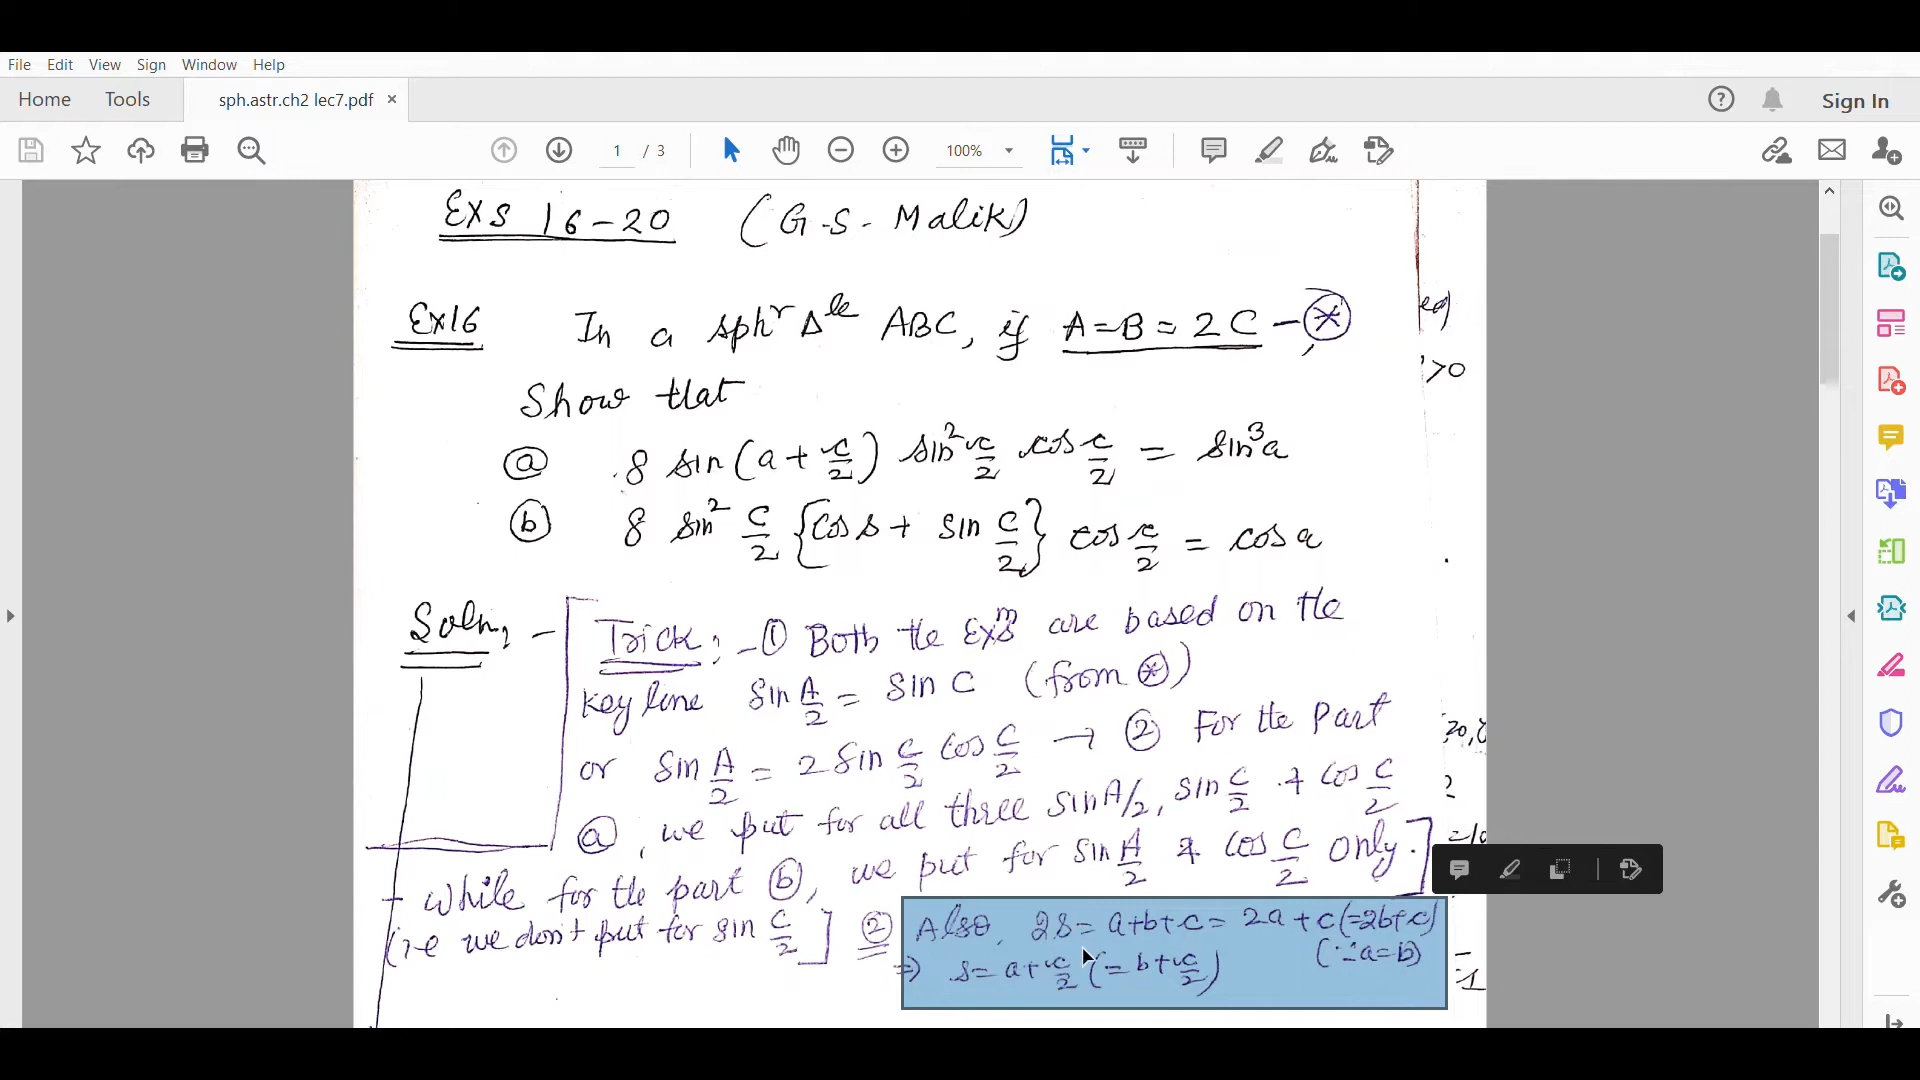 File Edit View Sign Window Help
Home Tools sph.astr.ch2 lec7.pdf × Sign In
1 / 3 100%
Exs 16-20 (G.S. Malik)
Ex16 In a sphʳ Δˡᵉ ABC, if A=B=2C -⊛
Show that
ⓐ 8 sin(a+c/2) sin²c/2 cos c/2 = sin³a
ⓑ 8 sin² C/2 {cos s + sin C/2} cos c/2 = cos a
Soln: - [Trick: -① Both the Exᵐs are based on the
key line sin A/2 = sin C (from ⊛)
or sin A/2 = 2 sin C/2 cos C/2 → ② For the part
ⓐ, we put for all three sin A/2, sin C/2 + cos C/2
+ while for the part ⓑ, we put for sin A/2 & cos C/2 only.]
(i-e we don't put for sin C/2] ② Also, 2s = a+b+c = 2a+c (=2b+c)
⇒ s = a+c/2 (= b+c/2) (∵ a=b)
>0